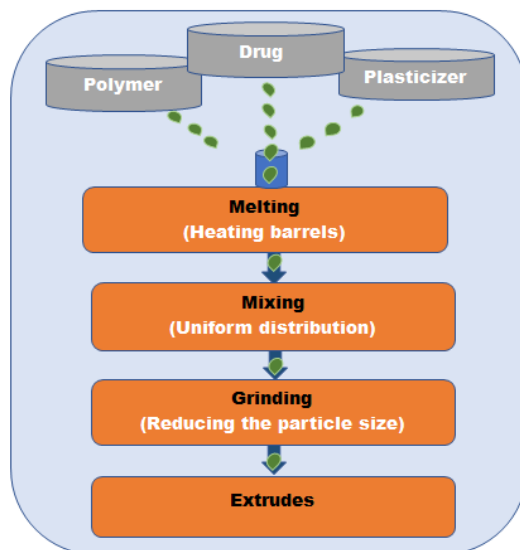 Drug
Polymer
Plasticizer
Melting
(Heating barrels)
Mixing
(Uniform distribution)
Grinding
(Reducing the particle size)
Extrudes